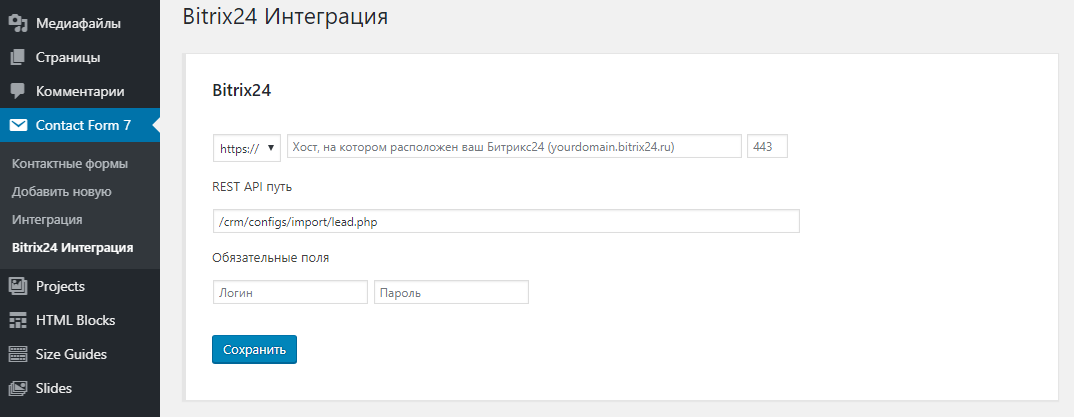 Медиафайлы
Страницы
Комментарии
Contact Form 7
Контактные формы
Добавить новую
Интеграция
Bitrix24 Интеграция
Projects
HTML Blocks
Size Guides
Slides
Bitrix24 Интеграция
Bitrix24
https:// Хост, на котором расположен ваш Битрикс24 (yourdomain.bitrix24.ru) 443
REST API путь
/crm/configs/import/lead.php
Обязательные поля
Логин Пароль
Сохранить